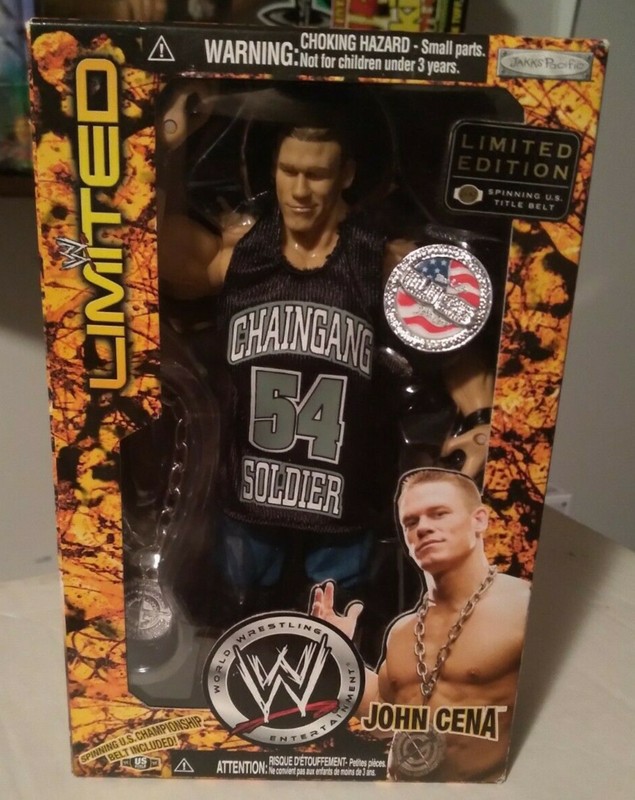 WARNING: CHOKING HAZARD - Small parts.
Not for children under 3 years.
JAKKS Pacific
W LIMITED
LIMITED
EDITION
SPINNING U.S.
TITLE BELT
CHAINGANG
54
SOLDIER
WORLD WRESTLING
W
ENTERTAINMENT
JOHN CENA™
SPINNING U.S. CHAMPIONSHIP
BELT INCLUDED!
US
ATTENTION: RISQUE D'ÉTOUFFEMENT- Petites pièces.
Ne convient pas aux enfants de moins de 3 ans.